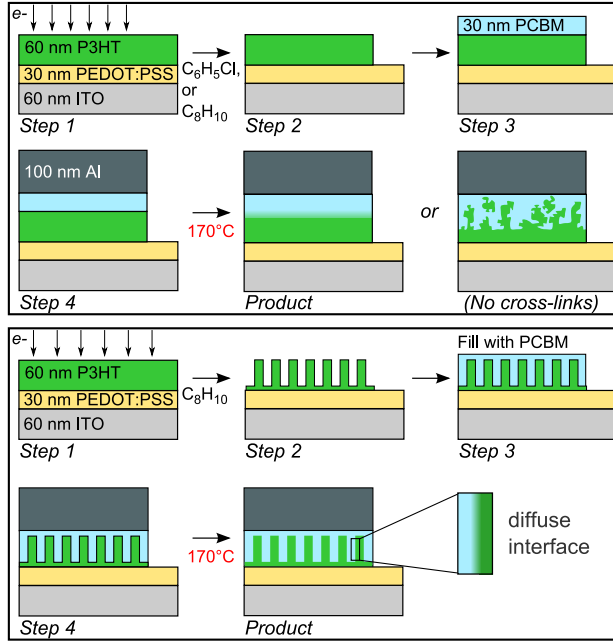 e-
60 nm P3HT
30 nm PEDOT:PSS
60 nm ITO
Step 1
C₆H₅Cl,
or
C₈H₁₀
Step 2
30 nm PCBM
Step 3
100 nm Al
Step 4
170°C
Product
or
(No cross-links)
e-
60 nm P3HT
30 nm PEDOT:PSS
60 nm ITO
Step 1
C₈H₁₀
Step 2
Fill with PCBM
Step 3
Step 4
170°C
Product
diffuse
interface